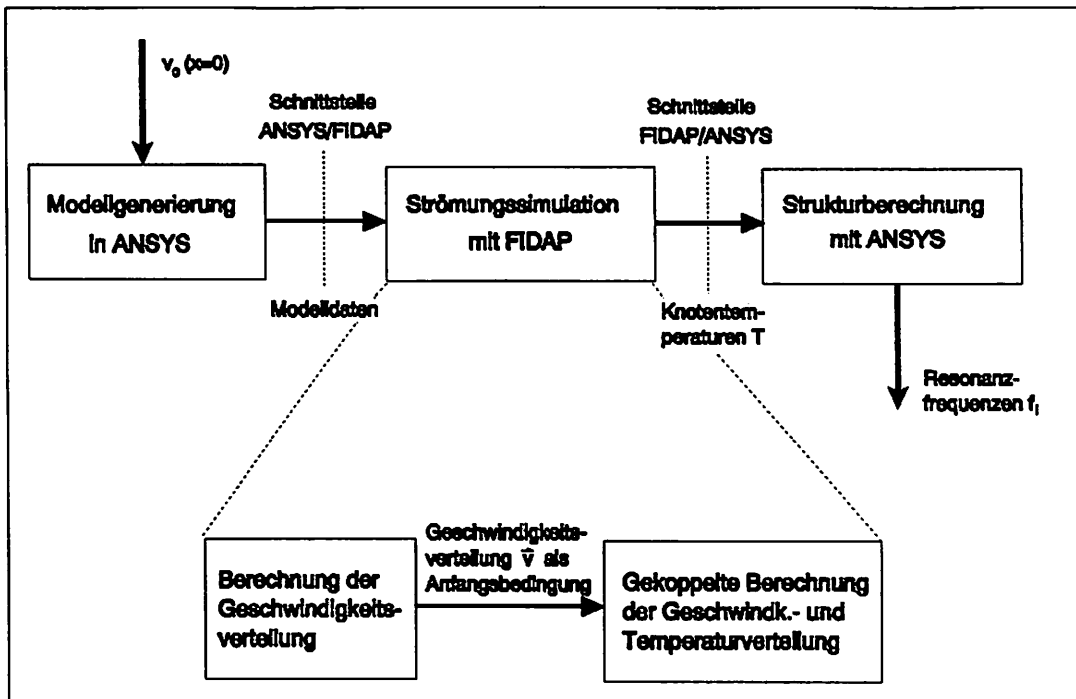 v₀ (x=0)
Schnittstelle
ANSYS/FIDAP
Schnittstelle
FIDAP/ANSYS
Modellgenerierung
in ANSYS
Strömungssimulation
mit FIDAP
Strukturberechnung
mit ANSYS
Modelldaten
Knotentem-
peraturen T
Resonanz-
frequenzen fᵢ
Berechnung der
Geschwindigkeits-
verteilung
Geschwindigkeits-
verteilung v⃗ als
Anfangsbedingung
Gekoppelte Berechnung
der Geschwindk.- und
Temperaturverteilung